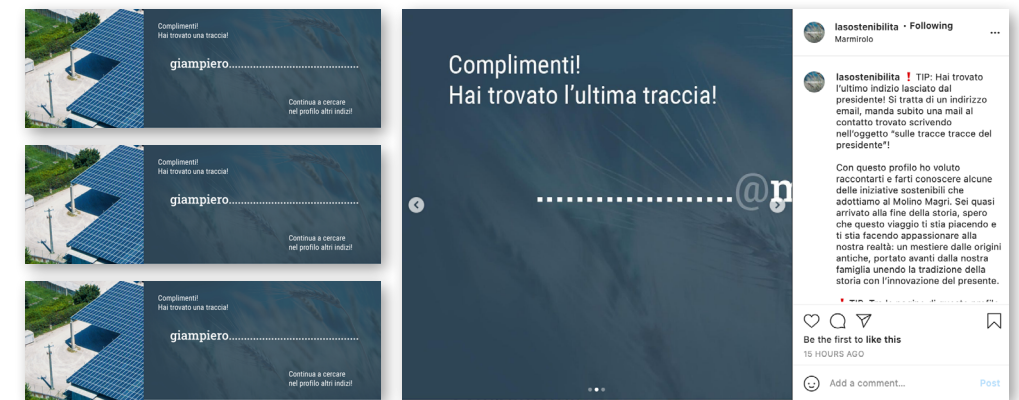 Complimenti!
Hai trovato una traccia!
giampiero.............................................
Continua a cercare
nel profilo altri indizi!
Complimenti!
Hai trovato una traccia!
giampiero.............................................
Continua a cercare
nel profilo altri indizi!
Complimenti!
Hai trovato una traccia!
giampiero.............................................
Continua a cercare
nel profilo altri indizi!
Complimenti!
Hai trovato l’ultima traccia!
....................@m
lasostenibilita • Following
Marmirolo
lasostenibilita ❗ TIP: Hai trovato
l’ultimo indizio lasciato dal
presidente! Si tratta di un indirizzo
email, manda subito una mail al
contatto trovato scrivendo
nell’oggetto “sulle tracce tracce del
presidente”!
Con questo profilo ho voluto
raccontarti e farti conoscere alcune
delle iniziative sostenibili che
adottiamo al Molino Magri. Sei quasi
arrivato alla fine della storia, spero
che questo viaggio ti stia piacendo e
ti stia facendo appassionare alla
nostra realtà: un mestiere dalle origini
antiche, portato avanti dalla nostra
famiglia unendo la tradizione della
storia con l’innovazione del presente.
Be the first to like this
15 HOURS AGO
Add a comment...
Post